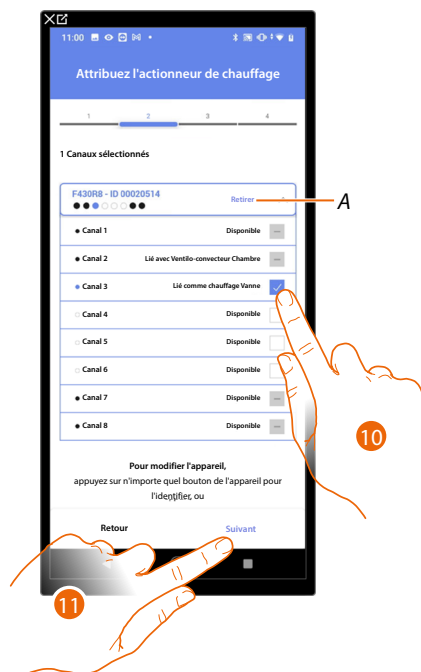 11:00
Attribuez l'actionneur de chauffage
1 2 3 4
1 Canaux sélectionnés
F430R8 - ID 00020514
Retirer
A
Canal 1 Disponible
Canal 2 Lié avec Ventilo-convecteur Chambre
Canal 3 Lié comme chauffage Vanne
Canal 4 Disponible
Canal 5 Disponible
Canal 6 Disponible
Canal 7 Disponible
Canal 8 Disponible
10
Pour modifier l'appareil,
appuyez sur n'importe quel bouton de l'appareil pour
l'identifier, ou
Retour Suivant
11